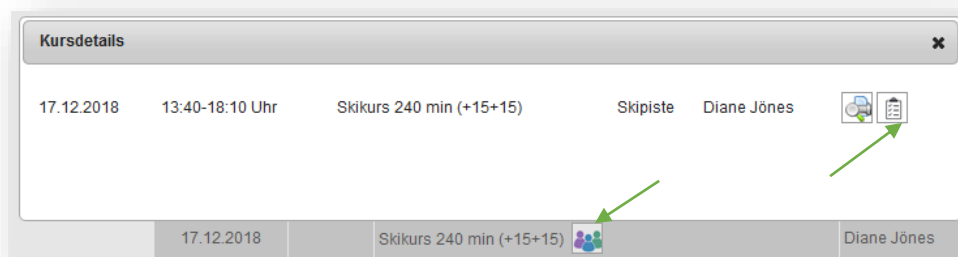 Kursdetails
17.12.2018 13:40-18:10 Uhr Skikurs 240 min (+15+15) Skipiste Diane Jönes
17.12.2018 Skikurs 240 min (+15+15) Diane Jönes